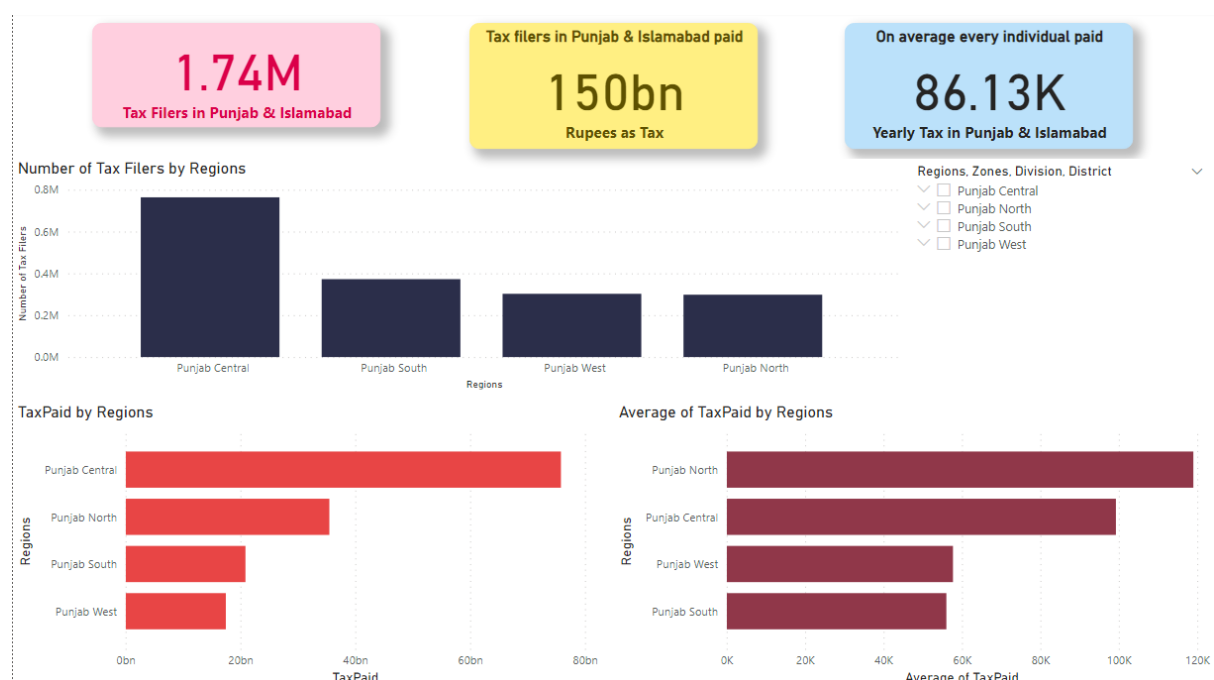 1.74M
Tax Filers in Punjab & Islamabad
Tax filers in Punjab & Islamabad paid
150bn
Rupees as Tax
On average every individual paid
86.13K
Yearly Tax in Punjab & Islamabad
Number of Tax Filers by Regions
Number of Tax Filers
0.8M
0.6M
0.4M
0.2M
0.0M
Punjab Central
Punjab South
Punjab West
Punjab North
Regions
Regions, Zones, Division, District
Punjab Central
Punjab North
Punjab South
Punjab West
TaxPaid by Regions
Regions
Punjab Central
Punjab North
Punjab South
Punjab West
0bn
20bn
40bn
60bn
80bn
TaxPaid
Average of TaxPaid by Regions
Regions
Punjab North
Punjab Central
Punjab West
Punjab South
0K
20K
40K
60K
80K
100K
120K
Average of TaxPaid